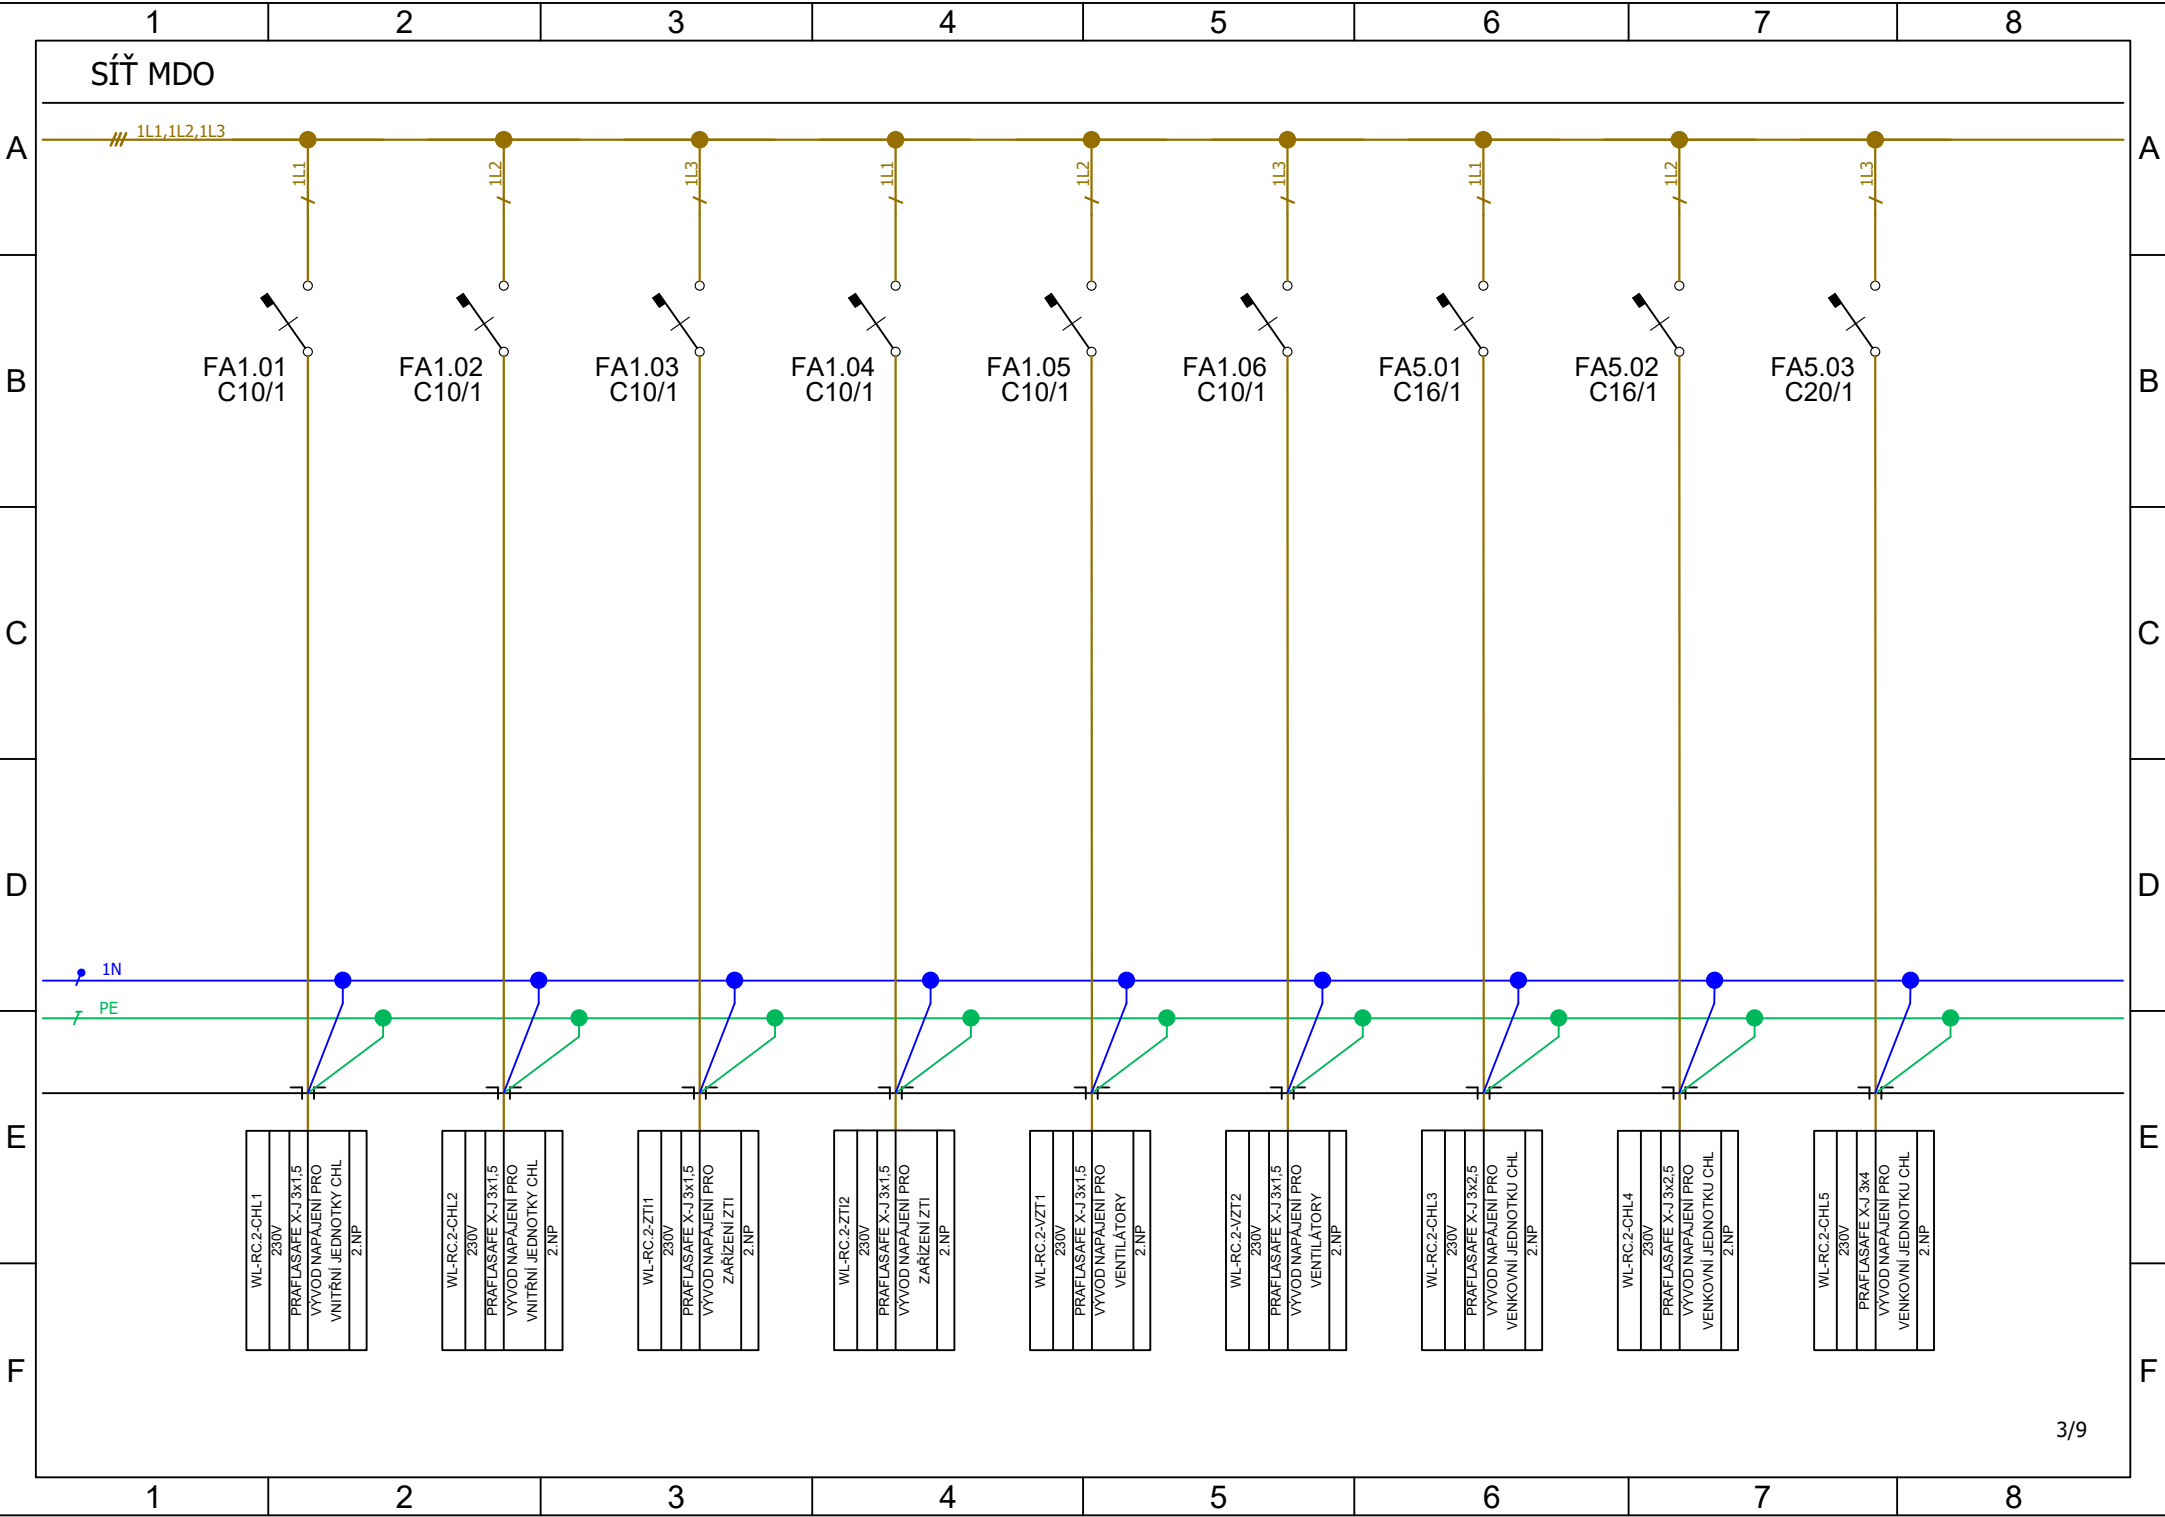 1 2 3 4 5 6 7 8
SÍŤ MDO
A A
1L1,1L2,1L3
1L1 1L2 1L3 1L1 1L2 1L3 1L1 1L2 1L3
B B
FA1.01
C10/1
FA1.02
C10/1
FA1.03
C10/1
FA1.04
C10/1
FA1.05
C10/1
FA1.06
C10/1
FA5.01
C16/1
FA5.02
C16/1
FA5.03
C20/1
C C
D D
1N
PE
E E
WL-RC.2-CHL1
230V
PRAFLASAFE X-J 3x1,5
VÝVOD NAPÁJENÍ PRO
VNITŘNÍ JEDNOTKY CHL
2.NP
WL-RC.2-CHL2
230V
PRAFLASAFE X-J 3x1,5
VÝVOD NAPÁJENÍ PRO
VNITŘNÍ JEDNOTKY CHL
2.NP
WL-RC.2-ZTI1
230V
PRAFLASAFE X-J 3x1,5
VÝVOD NAPÁJENÍ PRO
ZAŘÍZENÍ ZTI
2.NP
WL-RC.2-ZTI2
230V
PRAFLASAFE X-J 3x1,5
VÝVOD NAPÁJENÍ PRO
ZAŘÍZENÍ ZTI
2.NP
WL-RC.2-VZT1
230V
PRAFLASAFE X-J 3x1,5
VÝVOD NAPÁJENÍ PRO
VENTILÁTORY
2.NP
WL-RC.2-VZT2
230V
PRAFLASAFE X-J 3x1,5
VÝVOD NAPÁJENÍ PRO
VENTILÁTORY
2.NP
WL-RC.2-CHL3
230V
PRAFLASAFE X-J 3x2,5
VÝVOD NAPÁJENÍ PRO
VENKOVNÍ JEDNOTKU CHL
2.NP
WL-RC.2-CHL4
230V
PRAFLASAFE X-J 3x2,5
VÝVOD NAPÁJENÍ PRO
VENKOVNÍ JEDNOTKU CHL
2.NP
WL-RC.2-CHL5
230V
PRAFLASAFE X-J 3x4
VÝVOD NAPÁJENÍ PRO
VENKOVNÍ JEDNOTKU CHL
2.NP
F F
3/9
1 2 3 4 5 6 7 8